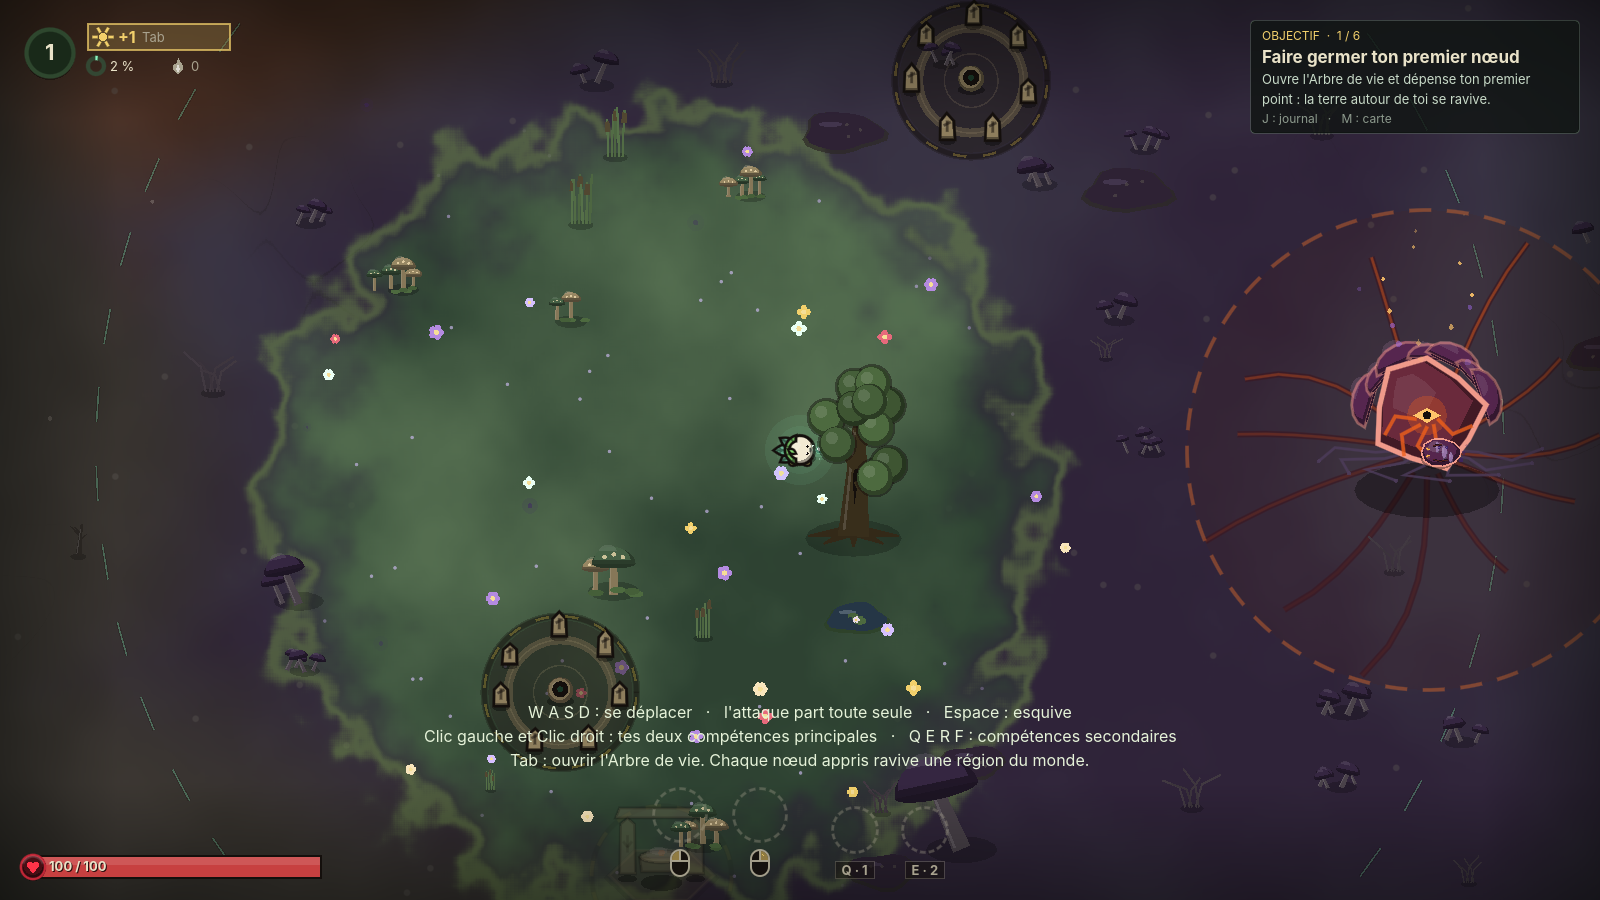 1
+1 Tab
2 %
0
OBJECTIF · 1 / 6
Faire germer ton premier nœud
Ouvre l'Arbre de vie et dépense ton premier
point : la terre autour de toi se ravive.
J : journal · M : carte
W A S D : se déplacer · l'attaque part toute seule · Espace : esquive
Clic gauche et Clic droit : tes deux compétences principales · Q E R F : compétences secondaires
Tab : ouvrir l'Arbre de vie. Chaque nœud appris ravive une région du monde.
100 / 100
Q · 1
E · 2